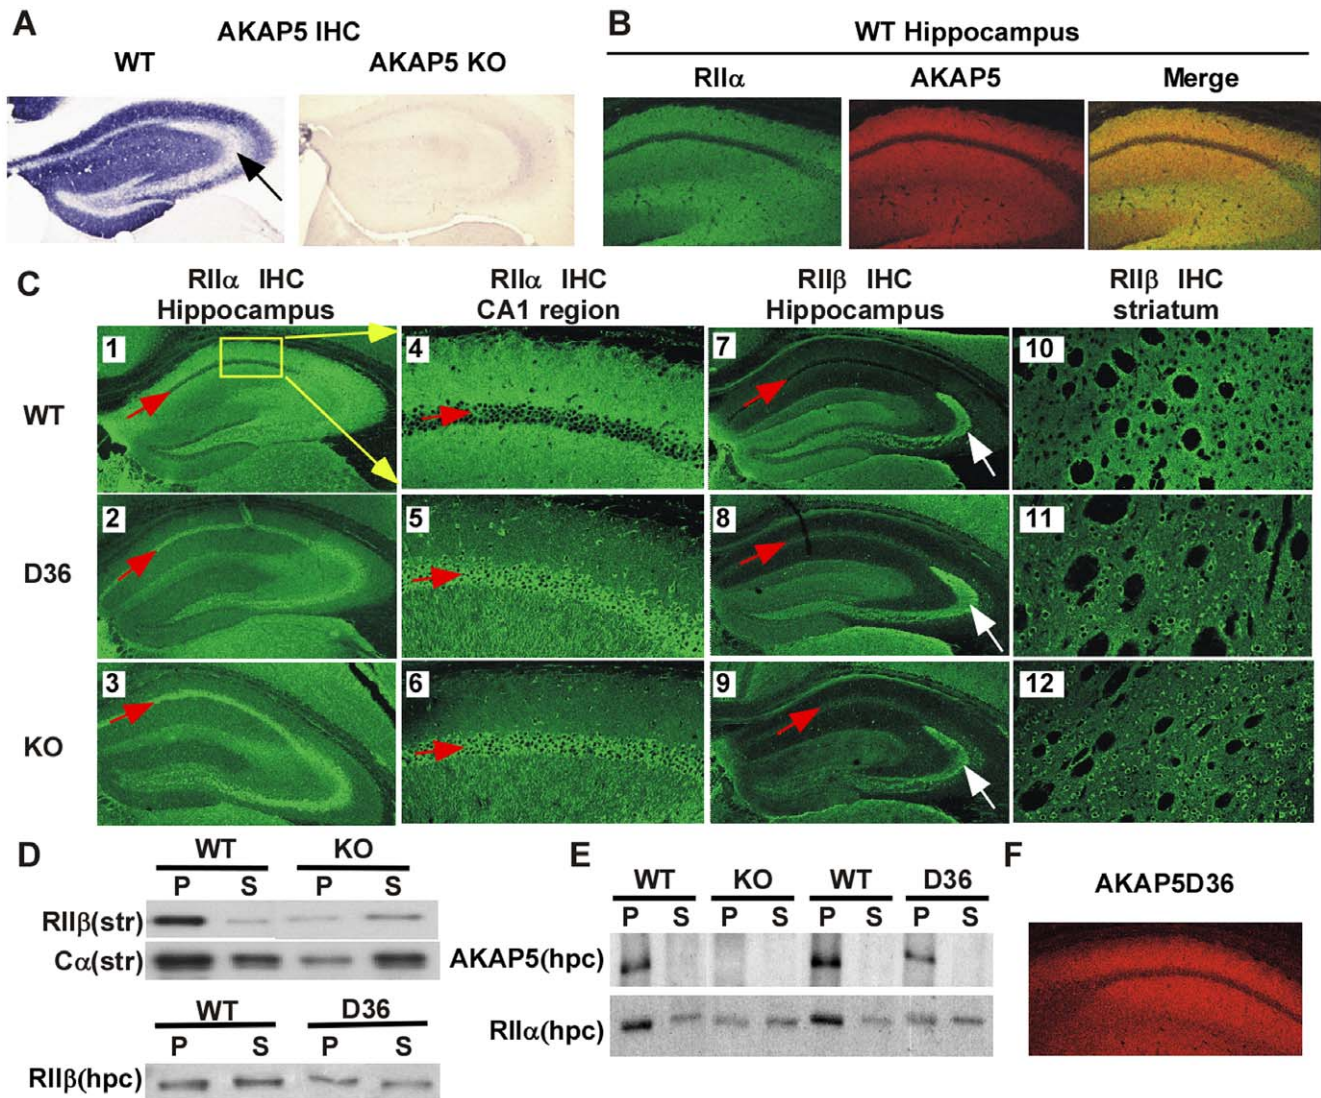 A
AKAP5 IHC
WT
AKAP5 KO
B
WT Hippocampus
RIIα
AKAP5
Merge
C
RIIα IHC
Hippocampus
RIIα IHC
CA1 region
RIIβ IHC
Hippocampus
RIIβ IHC
striatum
WT
1
4
7
10
D36
2
5
8
11
KO
3
6
9
12
D
WT
KO
P
S
P
S
RIIβ(str)
Cα(str)
WT
D36
P
S
P
S
RIIβ(hpc)
E
WT
KO
WT
D36
P
S
P
S
P
S
P
S
AKAP5(hpc)
RIIα(hpc)
F
AKAP5D36